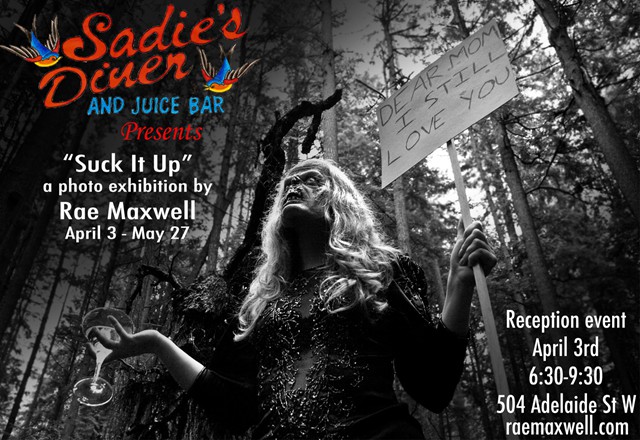 Sadie's
Diner
AND JUICE BAR
Presents
"Suck It Up"
a photo exhibition by
Rae Maxwell
April 3 - May 27
DEAR MOM
I STILL
LOVE YOU
Reception event
April 3rd
6:30-9:30
504 Adelaide St W
raemaxwell.com